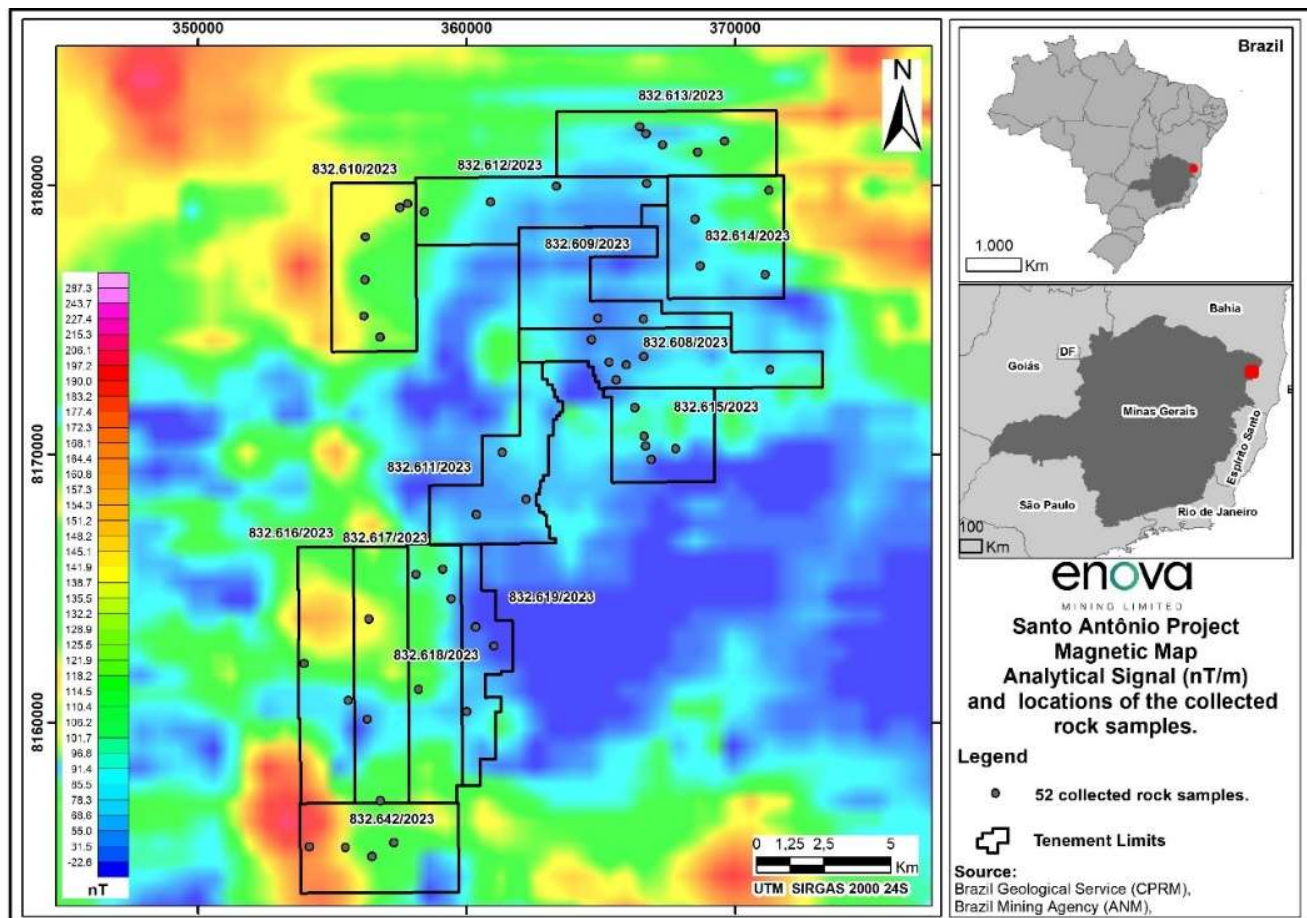 350000
360000
370000
8180000
8170000
8160000
N
832.613/2023
832.612/2023
832.610/2023
832.609/2023
832.614/2023
832.608/2023
832.615/2023
832.611/2023
832.616/2023
832.617/2023
832.619/2023
832.618/2023
832.642/2023
287.3
243.7
227.4
215.3
206.1
197.2
190.0
183.2
177.4
172.3
168.1
164.4
160.8
157.3
154.3
151.2
148.2
145.1
141.9
138.7
135.5
132.2
128.9
125.5
121.9
118.2
114.5
110.4
106.2
101.7
96.8
91.4
85.5
78.3
68.6
55.0
31.5
-22.6
nT
0 1,25 2,5 5
Km
UTM SIRGAS 2000 24S
Brazil
1.000
Km
Bahia
DF
Goiás
E
Minas Gerais
Espírito Santo
São Paulo
Rio de Janeiro
100
Km
enova
MINING LIMITED
Santo Antônio Project
Magnetic Map
Analytical Signal (nT/m)
and locations of the collected
rock samples.
Legend
52 collected rock samples.
Tenement Limits
Source:
Brazil Geological Service (CPRM),
Brazil Mining Agency (ANM),